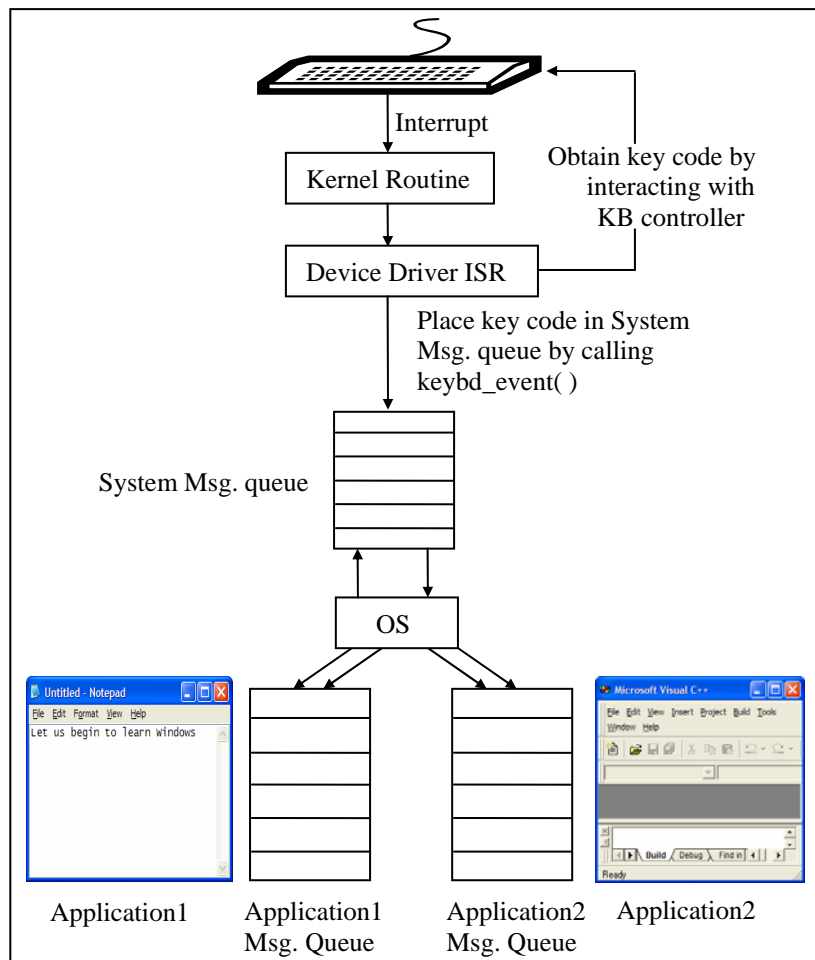 Interrupt
Kernel Routine
Obtain key code by
interacting with
KB controller
Device Driver ISR
Place key code in System
Msg. queue by calling
keybd_event( )
System Msg. queue
OS
Untitled - Notepad
File Edit Format View Help
Let us begin to learn Windows
Microsoft Visual C++
File Edit View Insert Project Build Tools
Window Help
Build Debug Find in
Ready
Application1
Application1
Msg. Queue
Application2
Msg. Queue
Application2